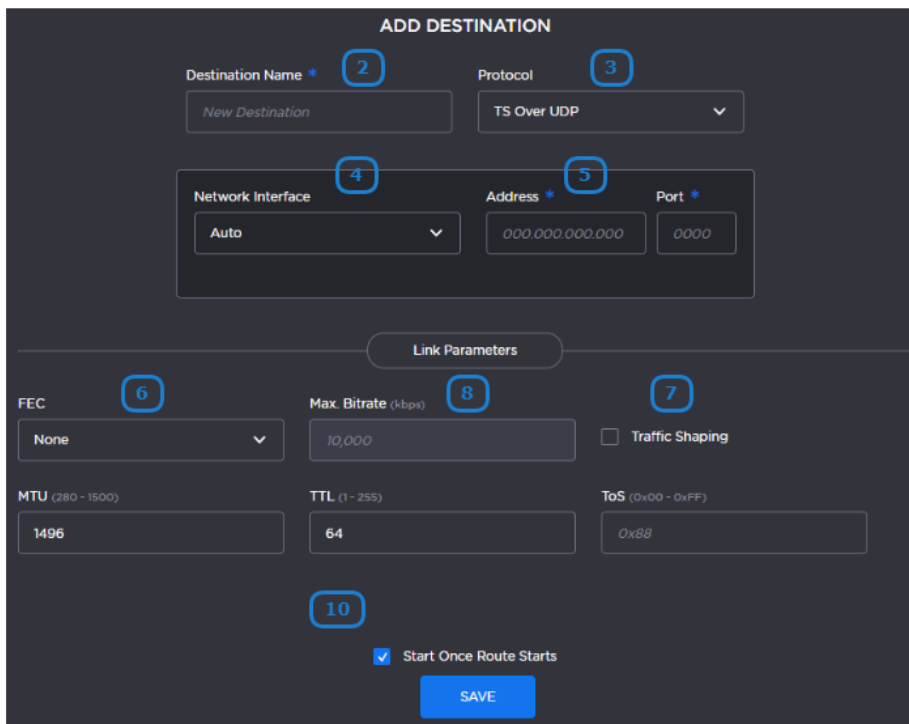 ADD DESTINATION
2 3
Destination Name * Protocol
New Destination TS Over UDP
4 5
Network Interface Address * Port *
Auto 000.000.000.000 0000
Link Parameters
6 8 7
FEC Max. Bitrate (kbps)
None 10,000 Traffic Shaping
MTU (280 - 1500) TTL (1 - 255) ToS (0x00 - 0xFF)
1496 64 0x88
10
Start Once Route Starts
SAVE